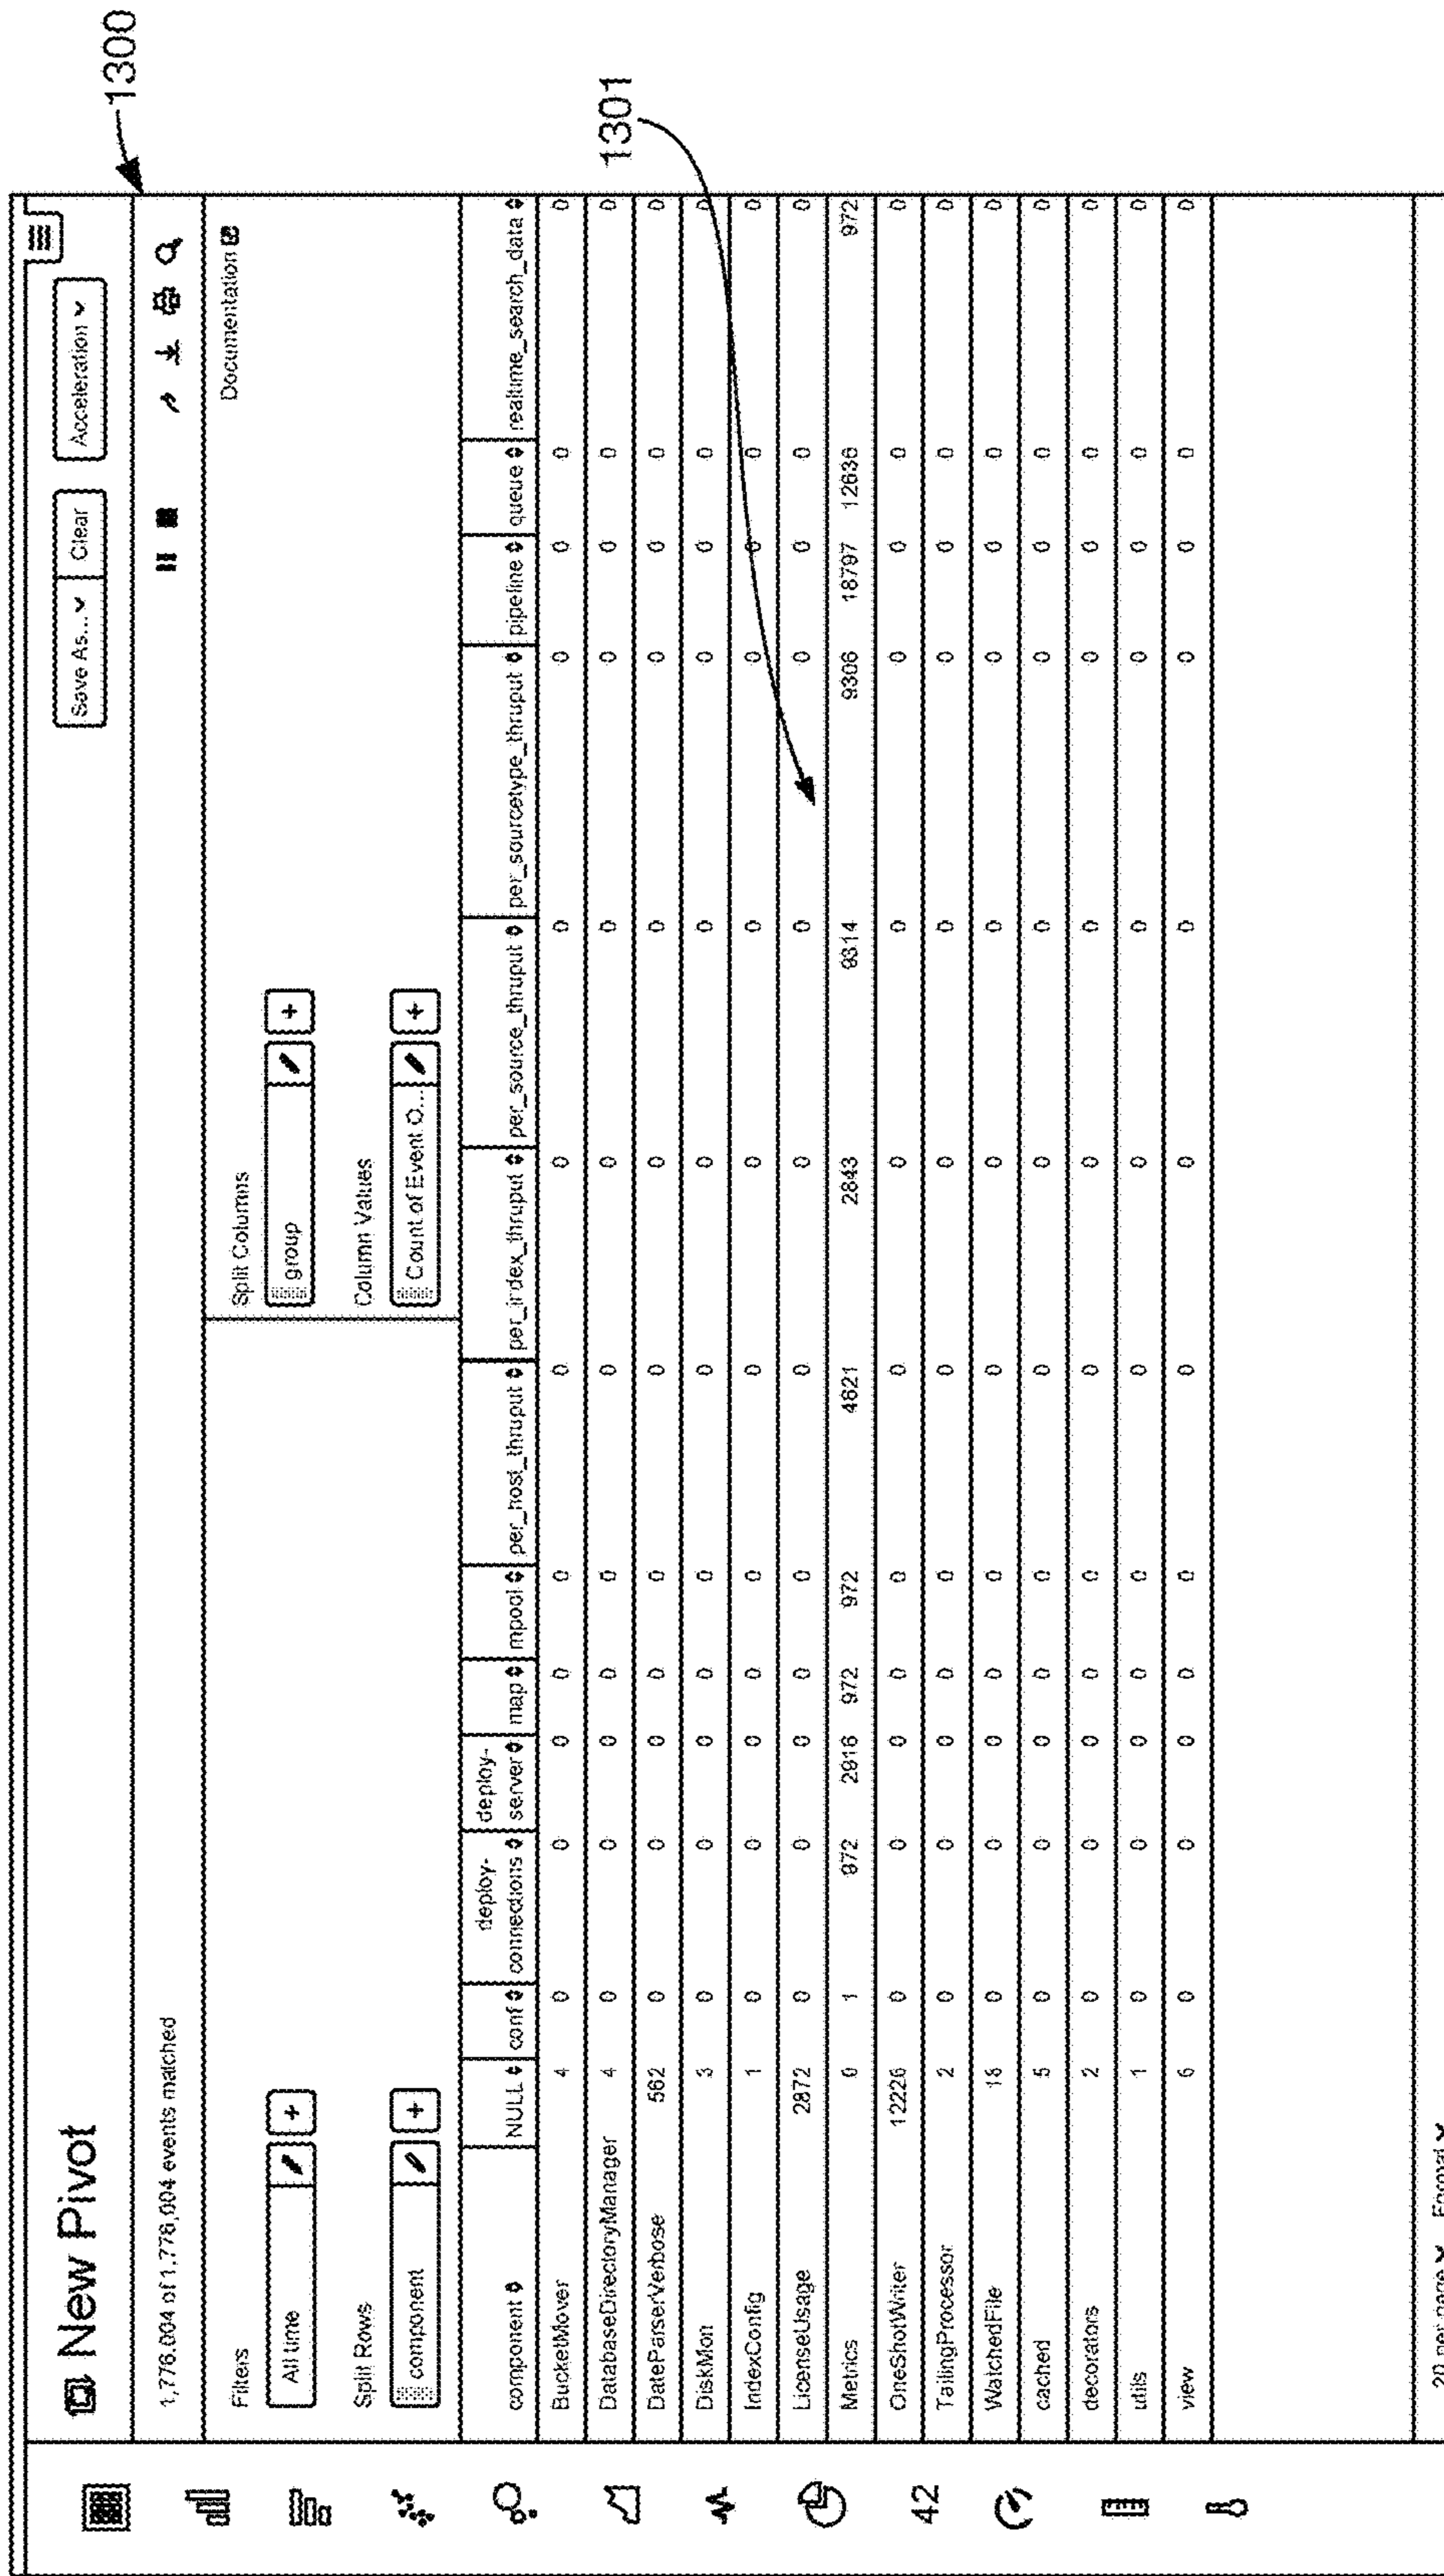 1300
New Pivot
Save As... Clear Acceleration
1,776,004 of 1,776,004 events matched
Filters
All time +
Split Columns
group +
Documentation
Split Rows
component +
Column Values
Count of Event O... +
1301
component NULL conf deploy-connections deploy-server map mpool per_host_thruput per_index_thruput per_source_thruput per_sourcetype_thruput pipeline queue realtime_search_data
BucketMover 4 0 0 0 0 0 0 0 0 0 0 0 0
DatabaseDirectoryManager 4 0 0 0 0 0 0 0 0 0 0 0 0
DateParserVerbose 562 0 0 0 0 0 0 0 0 0 0 0 0
DiskMon 3 0 0 0 0 0 0 0 0 0 0 0 0
IndexConfig 1 0 0 0 0 0 0 0 0 0 0 0 0
LicenseUsage 2872 0 0 0 0 0 0 0 0 0 0 0 0
Metrics 0 1 972 2916 972 972 4621 2843 9314 9306 18797 12636 972
OneShotWriter 12226 0 0 0 0 0 0 0 0 0 0 0 0
TailingProcessor 2 0 0 0 0 0 0 0 0 0 0 0 0
WatchedFile 0 0 0 0 0 0 0 0 0 0 0 0
cached 5 0 0 0 0 0 0 0 0 0 0 0 0
decorators 2 0 0 0 0 0 0 0 0 0 0 0 0
utils 1 0 0 0 0 0 0 0 0 0 0 0 0
view 6 0 0 0 0 0 0 0 0 0 0 0 0
42
20 per page Format